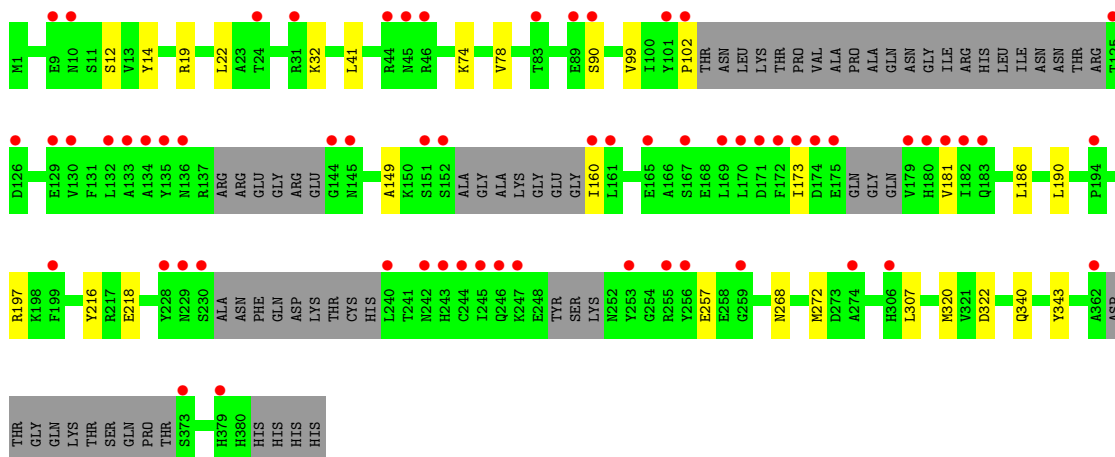 M1 E9 N10 S11 S12 V13 Y14 R19 L22 A23 T24 R31 K32 L41 R44 N45 R46 K74 V78 T83 E89 S90 V99 I100 Y101 P102 THR ASN LEU LYS THR PRO VAL ALA PRO ALA GLN ASN GLY ILE ARG HIS LEU ILE ASN ASN THR ARG T125
D126 E129 V130 F131 L132 A133 A134 Y135 N136 R137 ARG ARG GLU GLY ARG GLU G144 N145 A149 K150 S151 S152 ALA GLY ALA LYS GLY GLU GLY I160 L161 E165 A166 S167 E168 L169 L170 D171 F172 I173 D174 E175 GLN GLY GLN V179 H180 V181 T182 Q183 L186 L190 P194
R197 K198 F199 Y216 R217 E218 Y228 N229 S230 ALA ASN PHE GLN ASP LYS THR CYS HIS L240 T241 N242 H243 C244 I245 Q246 K247 E248 TYR SER LYS N252 Y253 G254 R255 Y256 E257 E258 G259 N268 M272 D273 A274 H306 L307 M320 V321 D322 Q340 Y343 A362 ASP
THR GLY GLN LYS THR SER GLN PRO THR S373 H379 H380 HIS HIS HIS HIS